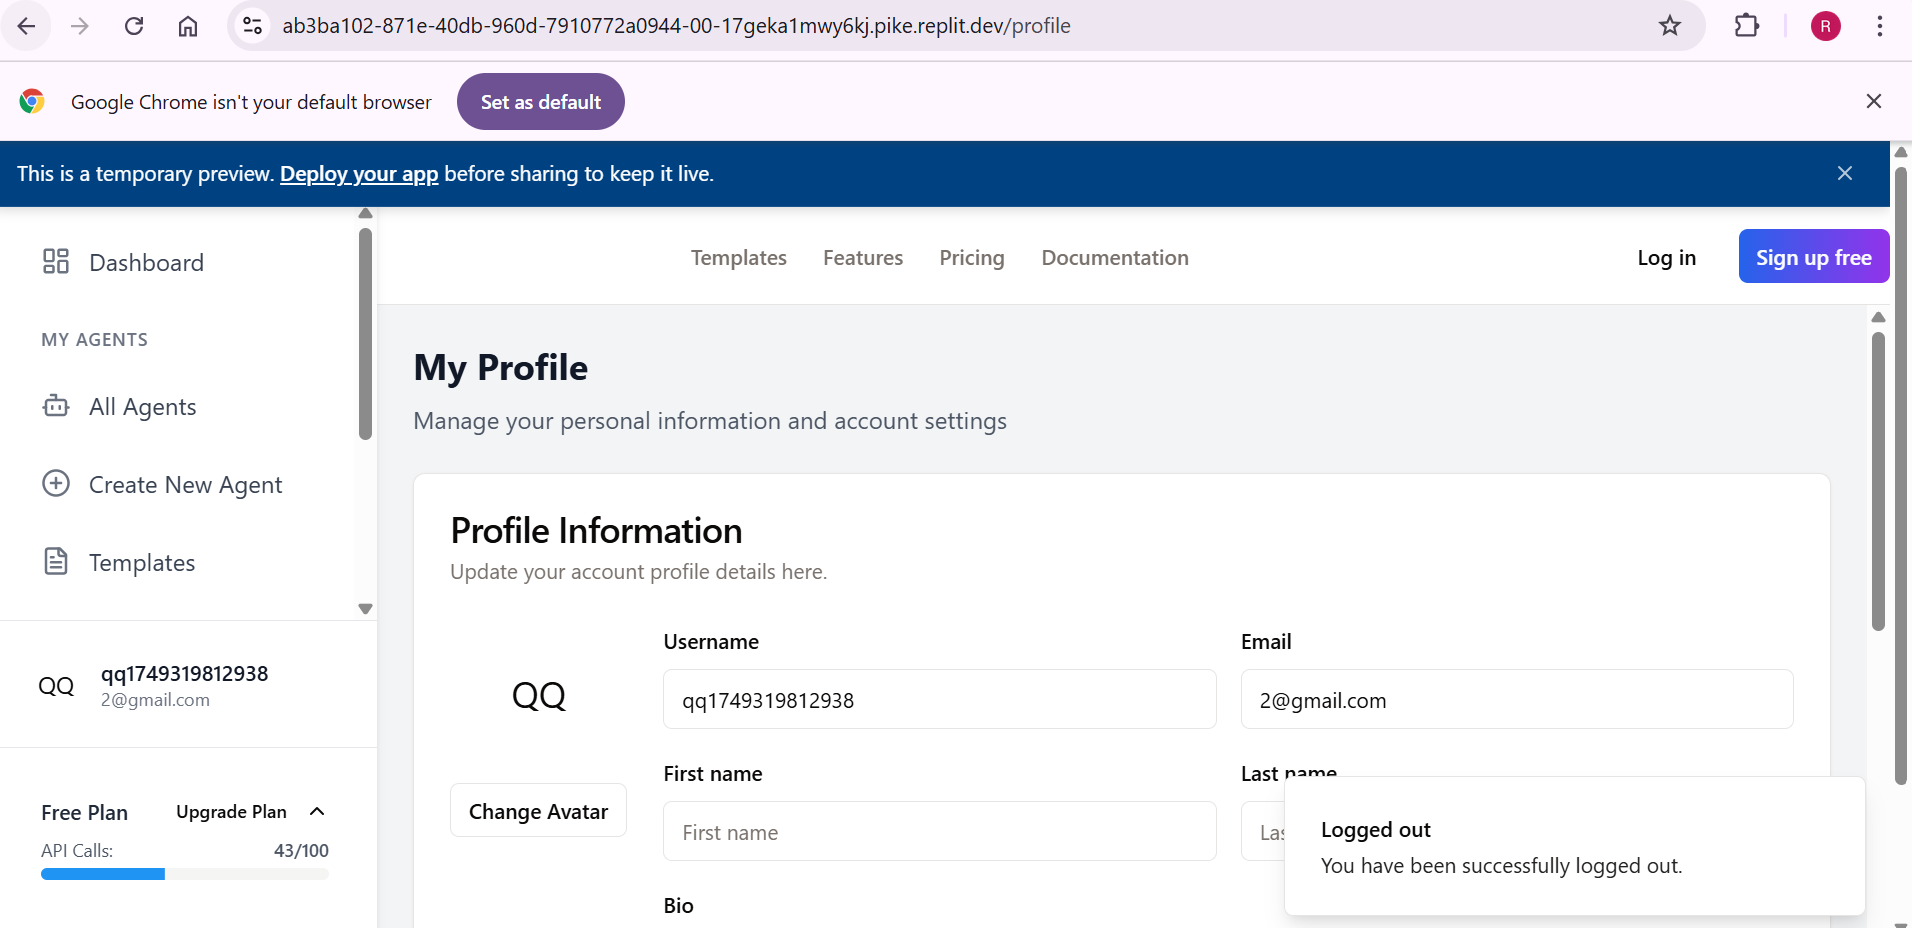 ab3ba102-871e-40db-960d-7910772a0944-00-17geka1mwy6kj.pike.replit.dev/profile
R
Google Chrome isn't your default browser
Set as default
This is a temporary preview. Deploy your app before sharing to keep it live.
Dashboard
MY AGENTS
All Agents
Create New Agent
Templates
QQ
qq1749319812938
2@gmail.com
Free Plan
Upgrade Plan
API Calls:
43/100
Templates
Features
Pricing
Documentation
Log in
Sign up free
My Profile
Manage your personal information and account settings
Profile Information
Update your account profile details here.
QQ
Change Avatar
Username
qq1749319812938
Email
2@gmail.com
First name
First name
Last name
Bio
Logged out
You have been successfully logged out.